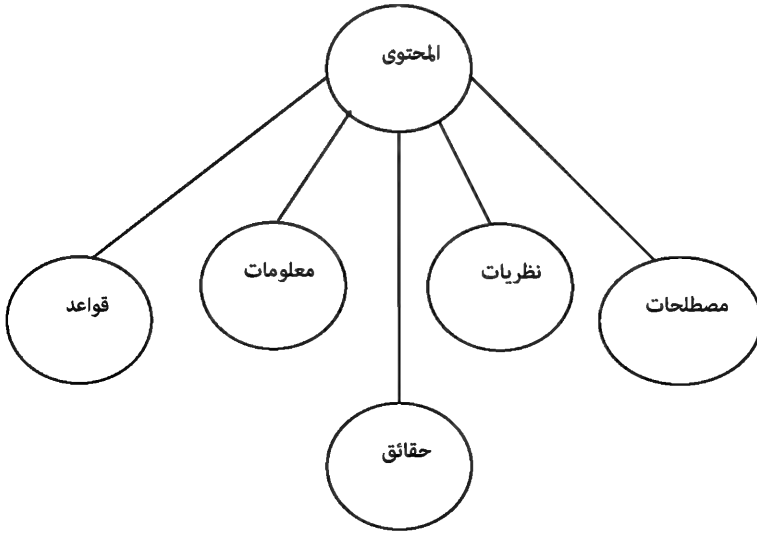 المحتوى
مصطلحات
نظريات
معلومات
قواعد
حقائق